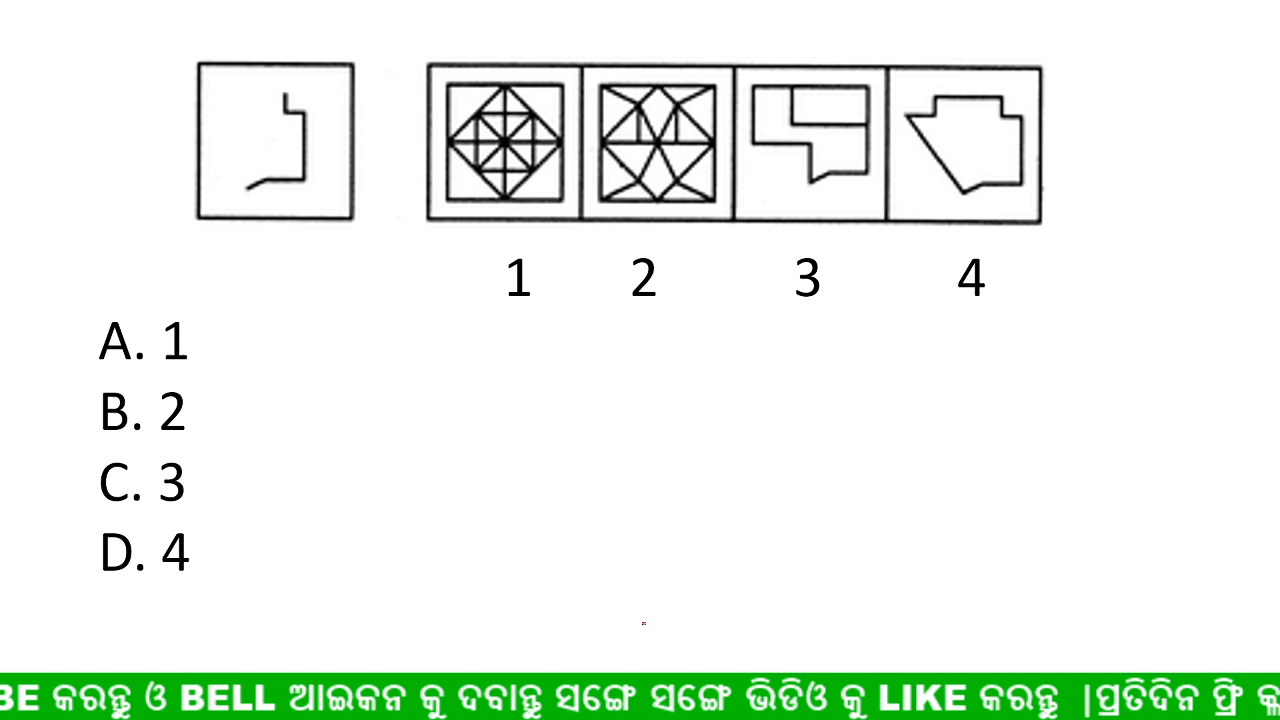 1 2 3 4
A. 1
B. 2
C. 3
D. 4
BE କରନ୍ତୁ ଓ BELL ଆଇକନ କୁ ଦବାନ୍ତୁ ସଙ୍ଗେ ସଙ୍ଗେ ଭିଡିଓ କୁ LIKE କରନ୍ତୁ |ପ୍ରତିଦିନ ଫ୍ରି